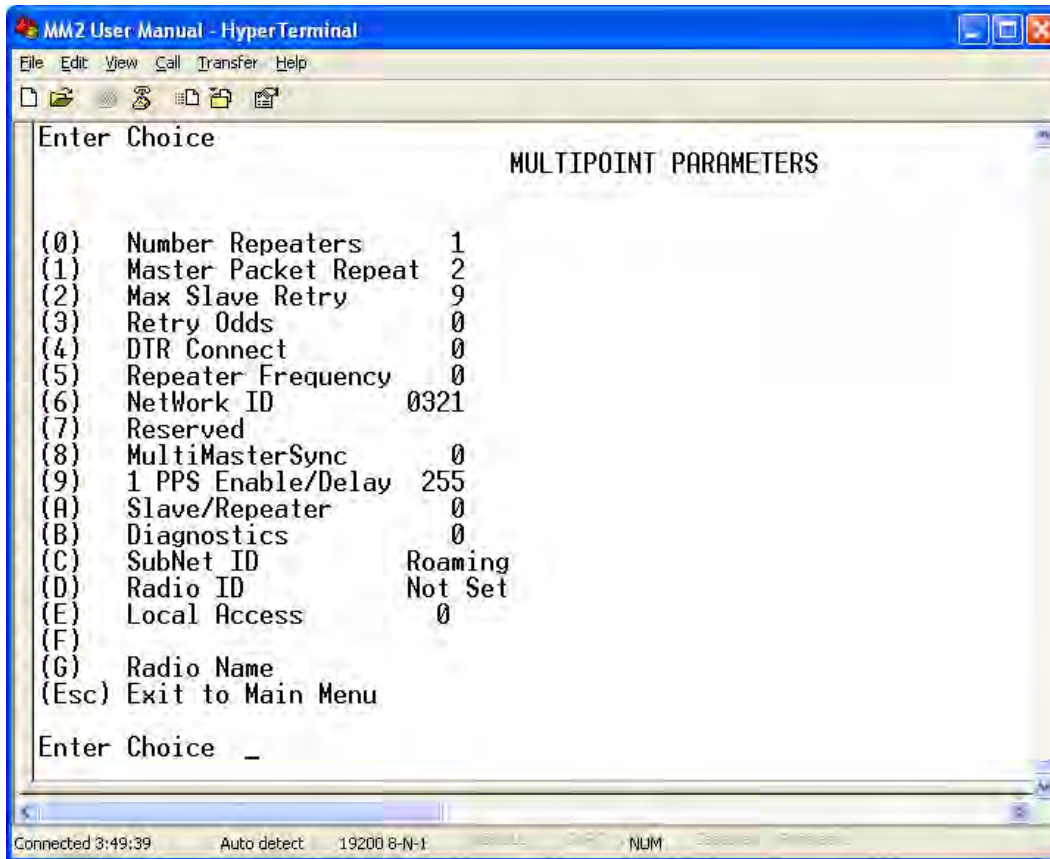 MM2 User Manual - HyperTerminal
File Edit View Call Transfer Help
Enter Choice
MULTIPOINT PARAMETERS
(0) Number Repeaters 1
(1) Master Packet Repeat 2
(2) Max Slave Retry 9
(3) Retry Odds 0
(4) DTR Connect 0
(5) Repeater Frequency 0
(6) NetWork ID 0321
(7) Reserved
(8) MultiMasterSync 0
(9) 1 PPS Enable/Delay 255
(A) Slave/Repeater 0
(B) Diagnostics 0
(C) SubNet ID Roaming
(D) Radio ID Not Set
(E) Local Access 0
(F)
(G) Radio Name
(Esc) Exit to Main Menu
Enter Choice _
Connected 3:49:39 Auto detect 19200 8-N-1 NUM